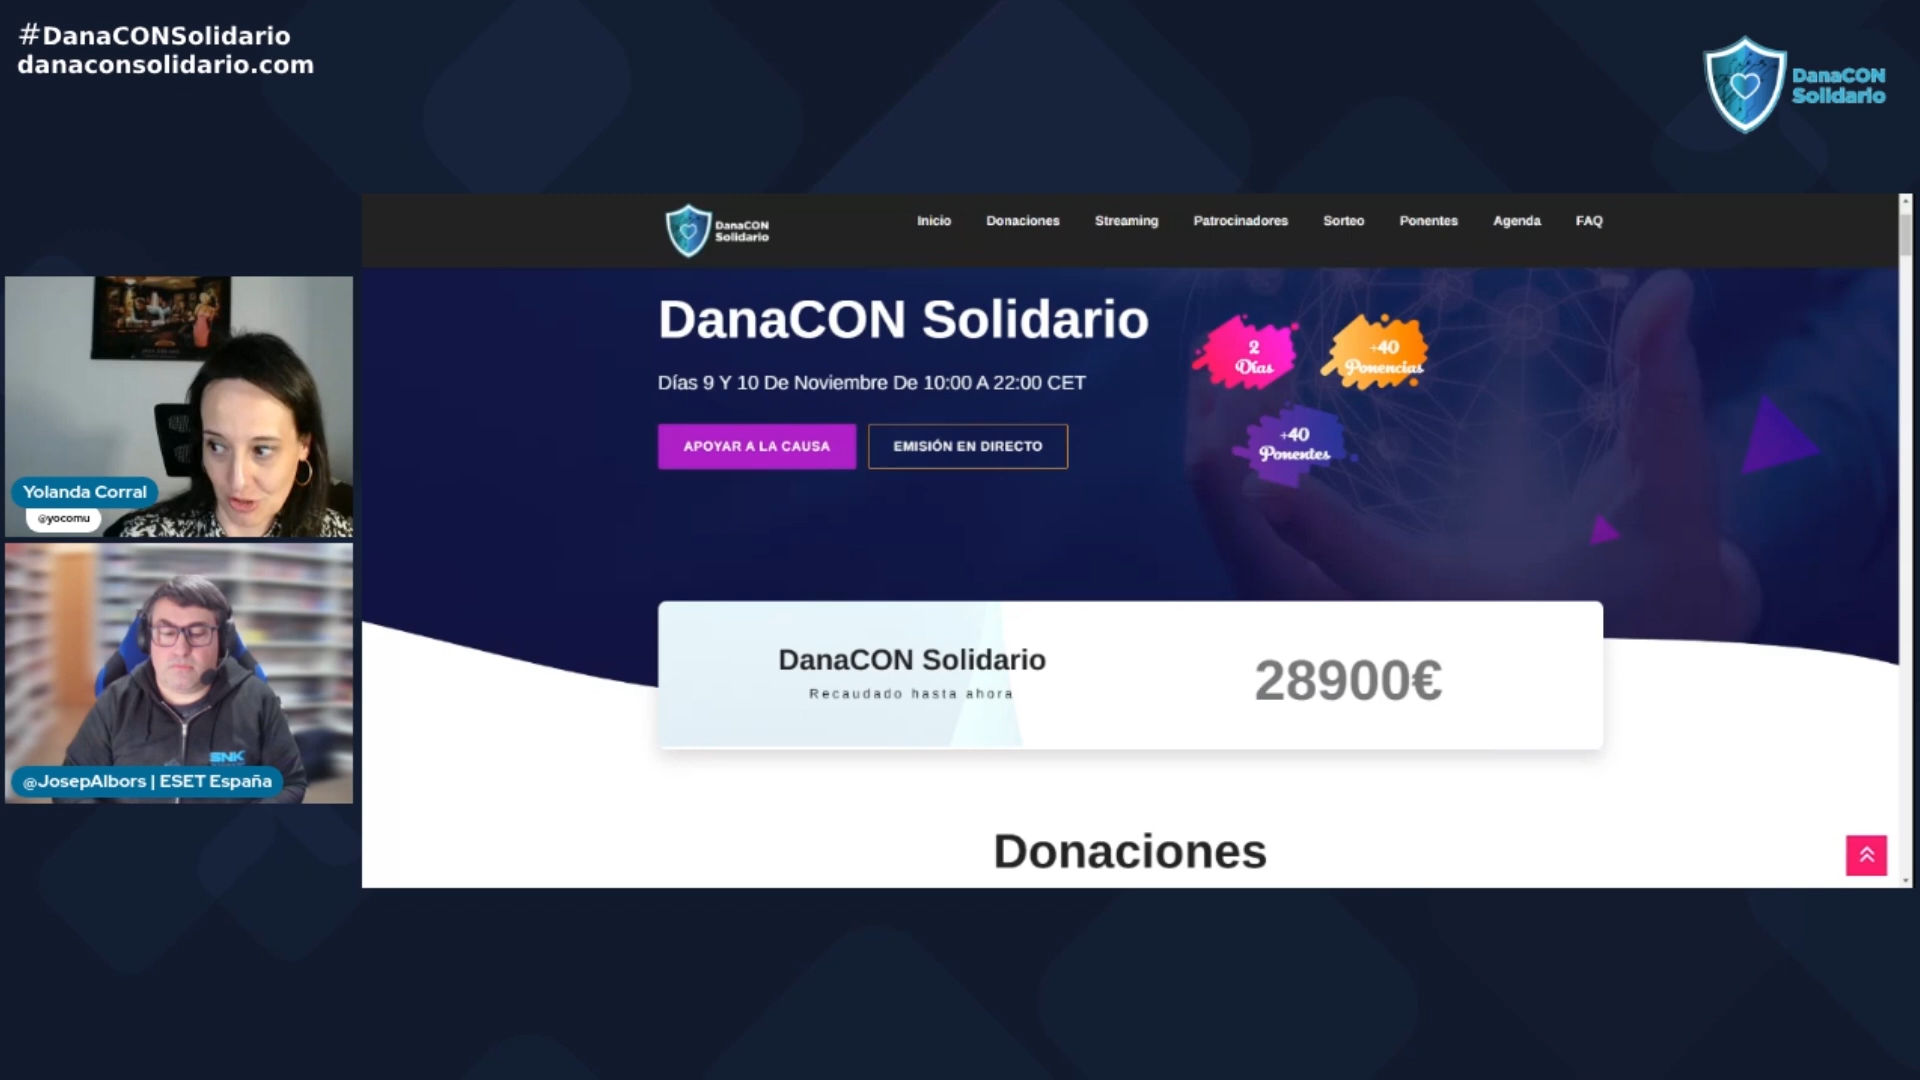 #DanaCONSolidario
danaconsolidario.com
DanaCON
Solidario
DanaCON
Solidario
Inicio
Donaciones
Streaming
Patrocinadores
Sorteo
Ponentes
Agenda
FAQ
DanaCON Solidario
Días 9 Y 10 De Noviembre De 10:00 A 22:00 CET
APOYAR A LA CAUSA
EMISIÓN EN DIRECTO
2
Días
+40
Ponencias
+40
Ponentes
Yolanda Corral
@yocomu
SNK
@JosepAlbors | ESET España
DanaCON Solidario
Recaudado hasta ahora
28900€
Donaciones